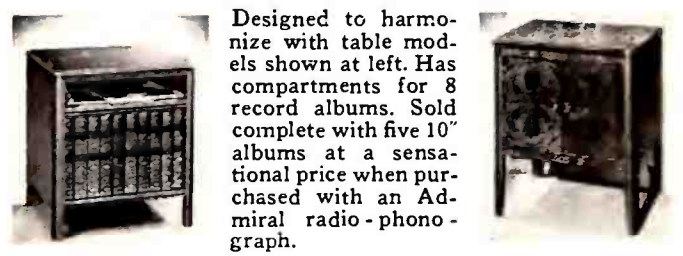 Designed to harmo-
nize with table mod-
els shown at left. Has
compartments for 8
record albums. Sold
complete with five 10"
albums at a sensa-
tional price when pur-
chased with an Ad-
miral radio-phono-
graph.